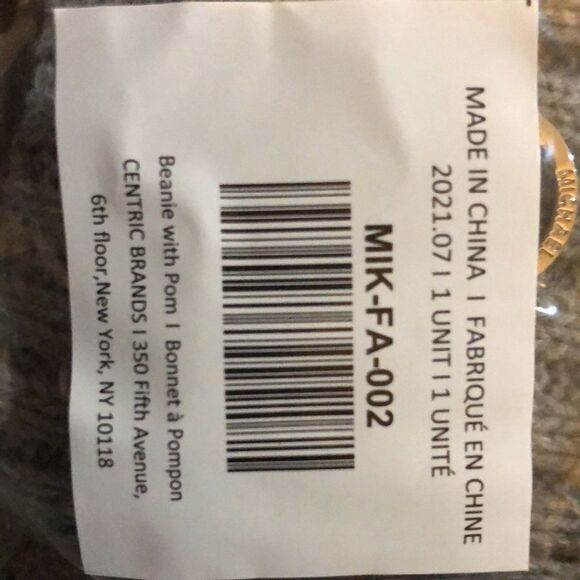 MADE IN CHINA I FABRIQUÉ EN CHINE
2021.07 I 1 UNIT I 1 UNITÉ
MIK-FA-002
Beanie with Pom I Bonnet à Pompon
CENTRIC BRANDS I 350 Fifth Avenue,
6th floor,New York, NY 10118
MICHAEL